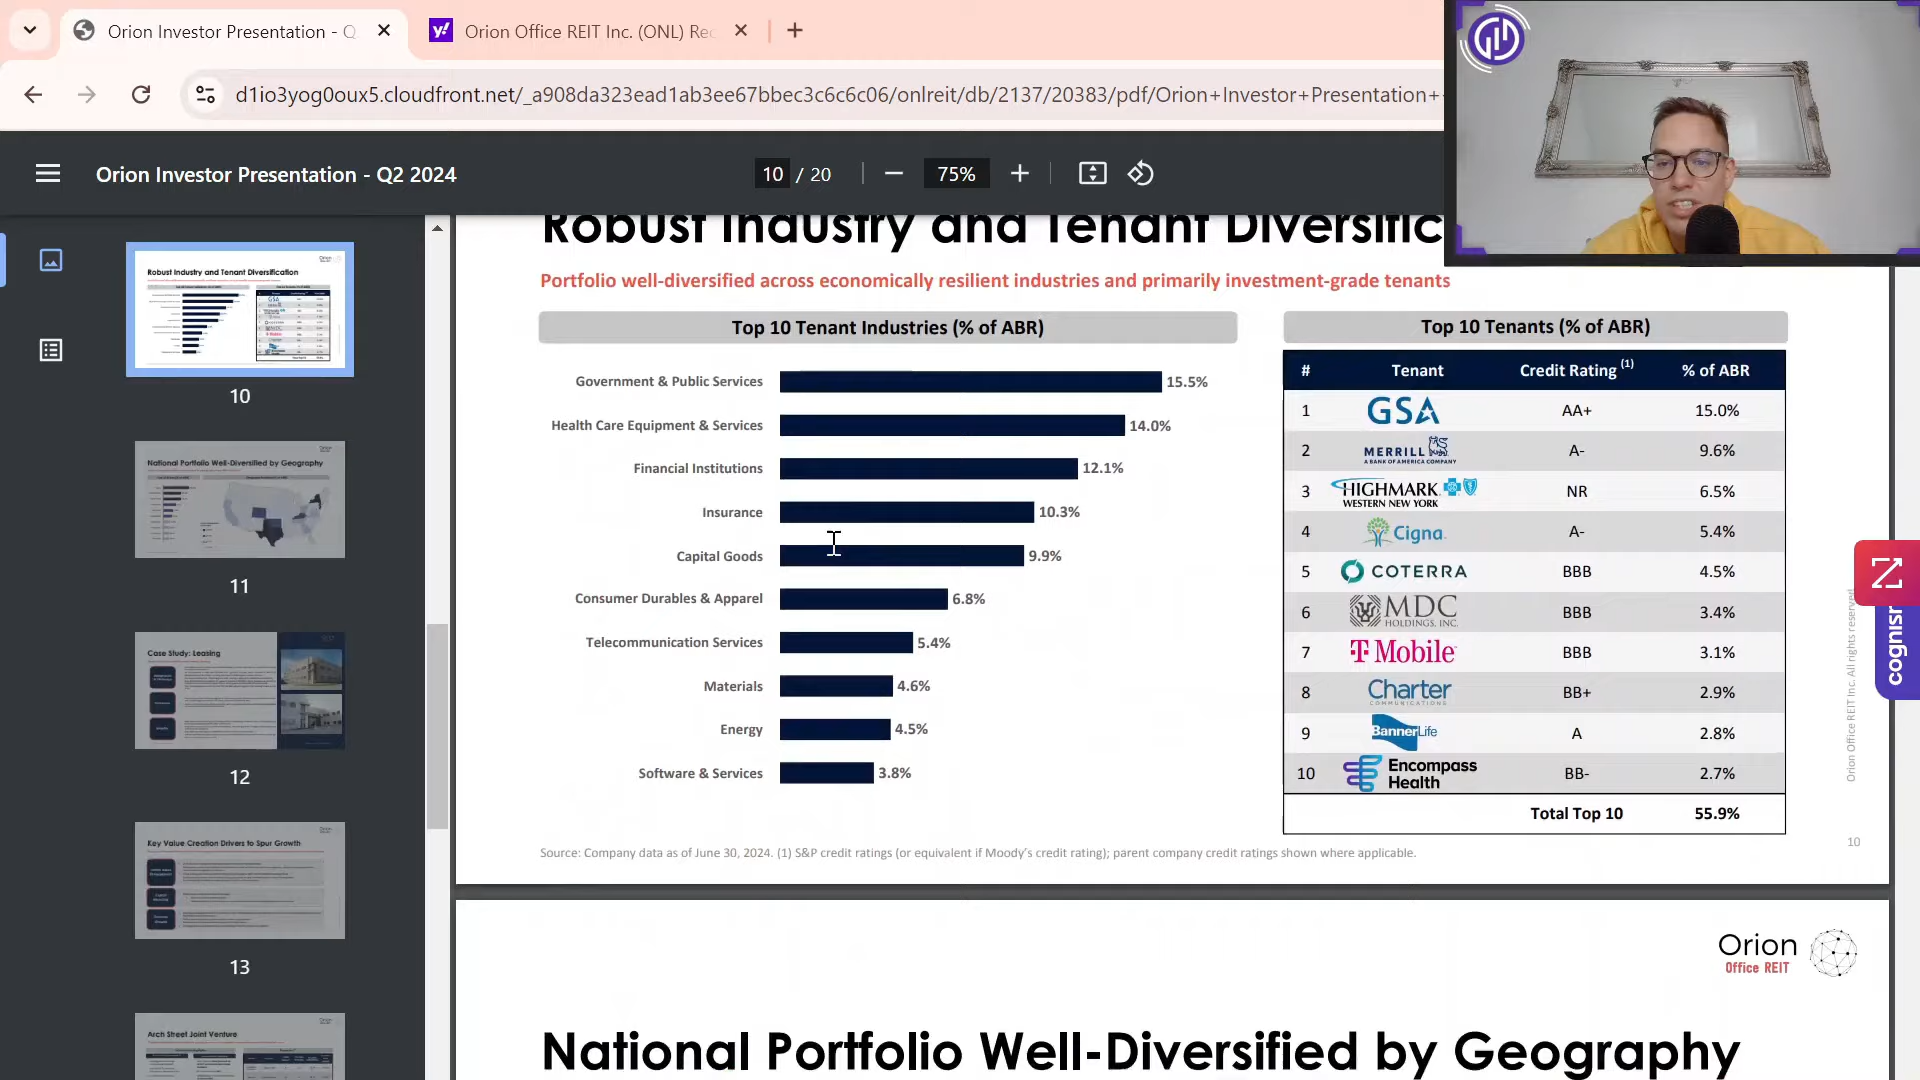 Orion Investor Presentation - Q
Orion Office REIT Inc. (ONL) Rec
d1io3yog0oux5.cloudfront.net/_a908da323ead1ab3ee67bbec3c6c6c06/onlreit/db/2137/20383/pdf/Orion+Investor+Presentation+-
Orion Investor Presentation - Q2 2024
10 / 20
75%
Robust Industry and Tenant Diversification
10
National Portfolio Well-Diversified by Geography
11
Case Study: Leasing
12
Key Value Creation Drivers to Spur Growth
13
Arch Street Joint Venture
Robust Industry and Tenant Diversific
Portfolio well-diversified across economically resilient industries and primarily investment-grade tenants
Top 10 Tenant Industries (% of ABR)
Government & Public Services 15.5%
Health Care Equipment & Services 14.0%
Financial Institutions 12.1%
Insurance 10.3%
Capital Goods 9.9%
Consumer Durables & Apparel 6.8%
Telecommunication Services 5.4%
Materials 4.6%
Energy 4.5%
Software & Services 3.8%
Top 10 Tenants (% of ABR)
# Tenant Credit Rating (1) % of ABR
1 GSA AA+ 15.0%
2 MERRILL A BANK OF AMERICA COMPANY A- 9.6%
3 HIGHMARK WESTERN NEW YORK NR 6.5%
4 Cigna A- 5.4%
5 COTERRA BBB 4.5%
6 MDC HOLDINGS, INC. BBB 3.4%
7 T Mobile BBB 3.1%
8 Charter COMMUNICATIONS BB+ 2.9%
9 BannerLife A 2.8%
10 Encompass Health BB- 2.7%
Total Top 10 55.9%
Source: Company data as of June 30, 2024. (1) S&P credit ratings (or equivalent if Moody's credit rating); parent company credit ratings shown where applicable.
10
Orion Office REIT Inc. All rights reserved
cognism
Orion
Office REIT
National Portfolio Well-Diversified by Geography